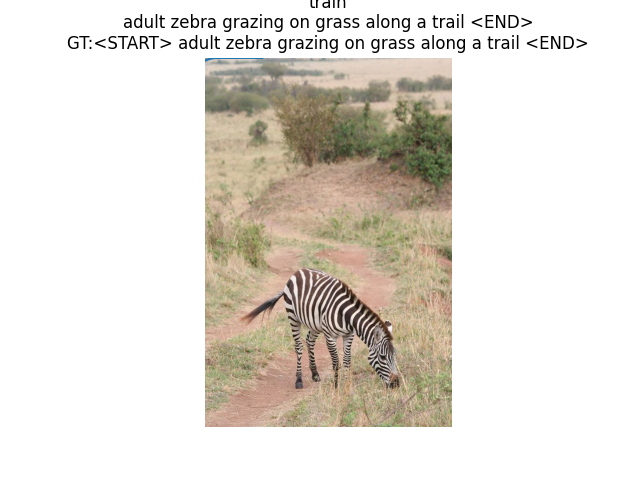 train
adult zebra grazing on grass along a trail <END>
GT:<START> adult zebra grazing on grass along a trail <END>